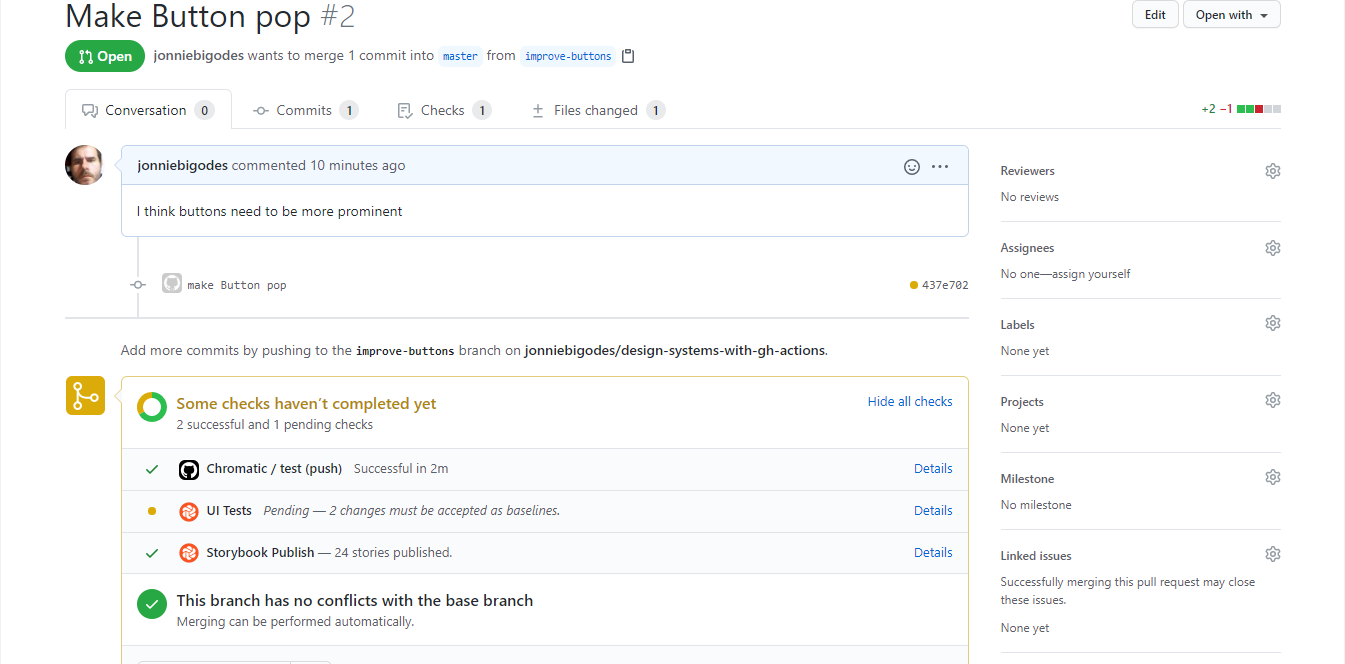 Make Button pop #2
Edit
Open with
Open
jonniebigodes wants to merge 1 commit into master from improve-buttons
Conversation 0
Commits 1
Checks 1
Files changed 1
+2 −1
jonniebigodes commented 10 minutes ago
I think buttons need to be more prominent
make Button pop
437e702
Add more commits by pushing to the improve-buttons branch on jonniebigodes/design-systems-with-gh-actions.
Some checks haven't completed yet
Hide all checks
2 successful and 1 pending checks
Chromatic / test (push) Successful in 2m
Details
UI Tests Pending — 2 changes must be accepted as baselines.
Details
Storybook Publish — 24 stories published.
Details
This branch has no conflicts with the base branch
Merging can be performed automatically.
Reviewers
No reviews
Assignees
No one—assign yourself
Labels
None yet
Projects
None yet
Milestone
No milestone
Linked issues
Successfully merging this pull request may close
these issues.
None yet